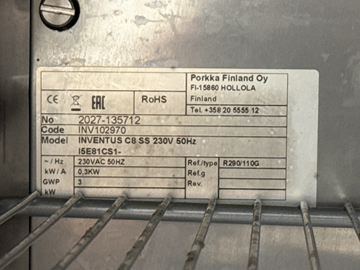 Porkka Finland Oy
FI-15860 HOLLOLA
Finland
Tel. +358 20 5555 12
CE EAC RoHS
No 2027-135712
Code INV102970
Model INVENTUS C8 SS 230V 50Hz
I5E81CS1-
~ / Hz 230VAC 50HZ Ref./type R290/110G
kW / A 0,3KW Ref.g
GWP 3 Rev.
kW